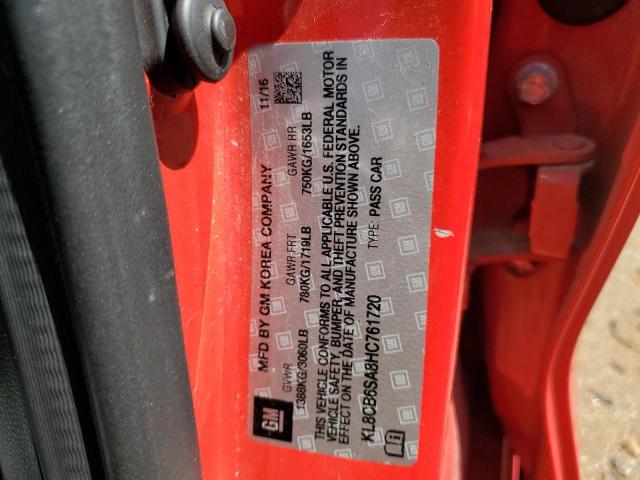 MFD BY GM KOREA COMPANY 11/16
GVWR GAWR FRT GAWR RR
1388KG/3060LB 780KG/1719LB 750KG/1653LB
THIS VEHICLE CONFORMS TO ALL APPLICABLE U.S. FEDERAL MOTOR
VEHICLE SAFETY, BUMPER, AND THEFT PREVENTION STANDARDS IN
EFFECT ON THE DATE OF MANUFACTURE SHOWN ABOVE.
KL8CB6SA8HC761720 TYPE: PASS CAR
GM